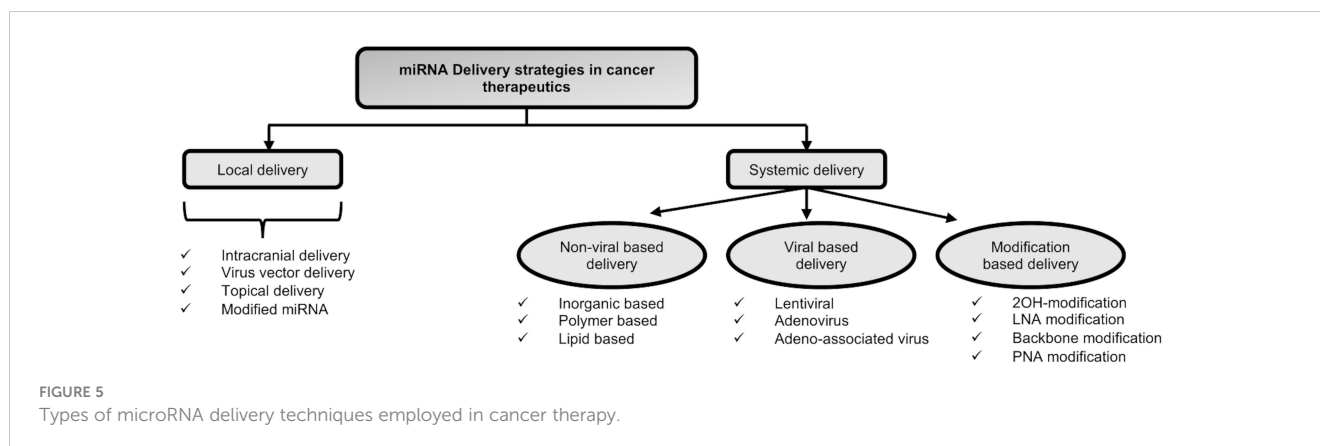 miRNA Delivery strategies in cancer
therapeutics
Local delivery
Systemic delivery
✓ Intracranial delivery
✓ Virus vector delivery
✓ Topical delivery
✓ Modified miRNA
Non-viral based
delivery
✓ Inorganic based
✓ Polymer based
✓ Lipid based
Viral based
delivery
✓ Lentiviral
✓ Adenovirus
✓ Adeno-associated virus
Modification
based delivery
✓ 2OH-modification
✓ LNA modification
✓ Backbone modification
✓ PNA modification
FIGURE 5
Types of microRNA delivery techniques employed in cancer therapy.